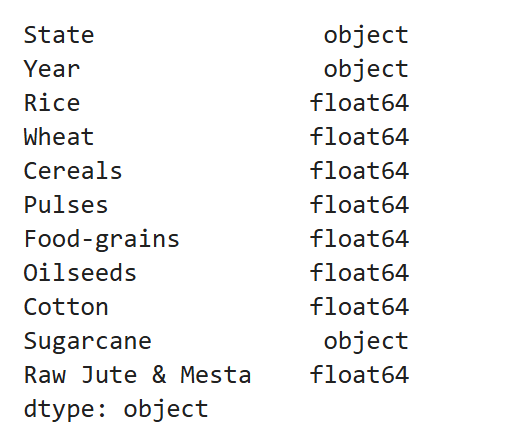 State object
Year object
Rice float64
Wheat float64
Cereals float64
Pulses float64
Food-grains float64
Oilseeds float64
Cotton float64
Sugarcane object
Raw Jute & Mesta float64
dtype: object